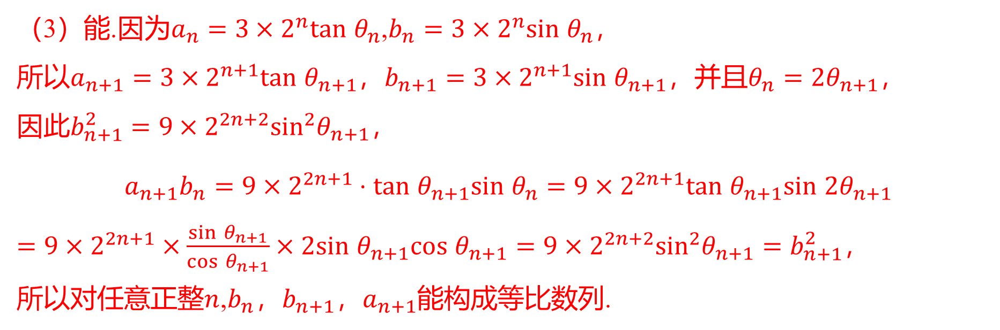 （3）能.因为$a_n = 3 \times 2^n \tan \theta_n, b_n = 3 \times 2^n \sin \theta_n$，
所以$a_{n+1} = 3 \times 2^{n+1} \tan \theta_{n+1}$，$b_{n+1} = 3 \times 2^{n+1} \sin \theta_{n+1}$，并且$\theta_n = 2\theta_{n+1}$，
因此$b_{n+1}^2 = 9 \times 2^{2n+2} \sin^2 \theta_{n+1}$，
$a_{n+1} b_n = 9 \times 2^{2n+1} \cdot \tan \theta_{n+1} \sin \theta_n = 9 \times 2^{2n+1} \tan \theta_{n+1} \sin 2\theta_{n+1}$
$= 9 \times 2^{2n+1} \times \frac{\sin \theta_{n+1}}{\cos \theta_{n+1}} \times 2 \sin \theta_{n+1} \cos \theta_{n+1} = 9 \times 2^{2n+2} \sin^2 \theta_{n+1} = b_{n+1}^2$，
所以对任意正整$n, b_n$，$b_{n+1}$，$a_{n+1}$能构成等比数列.